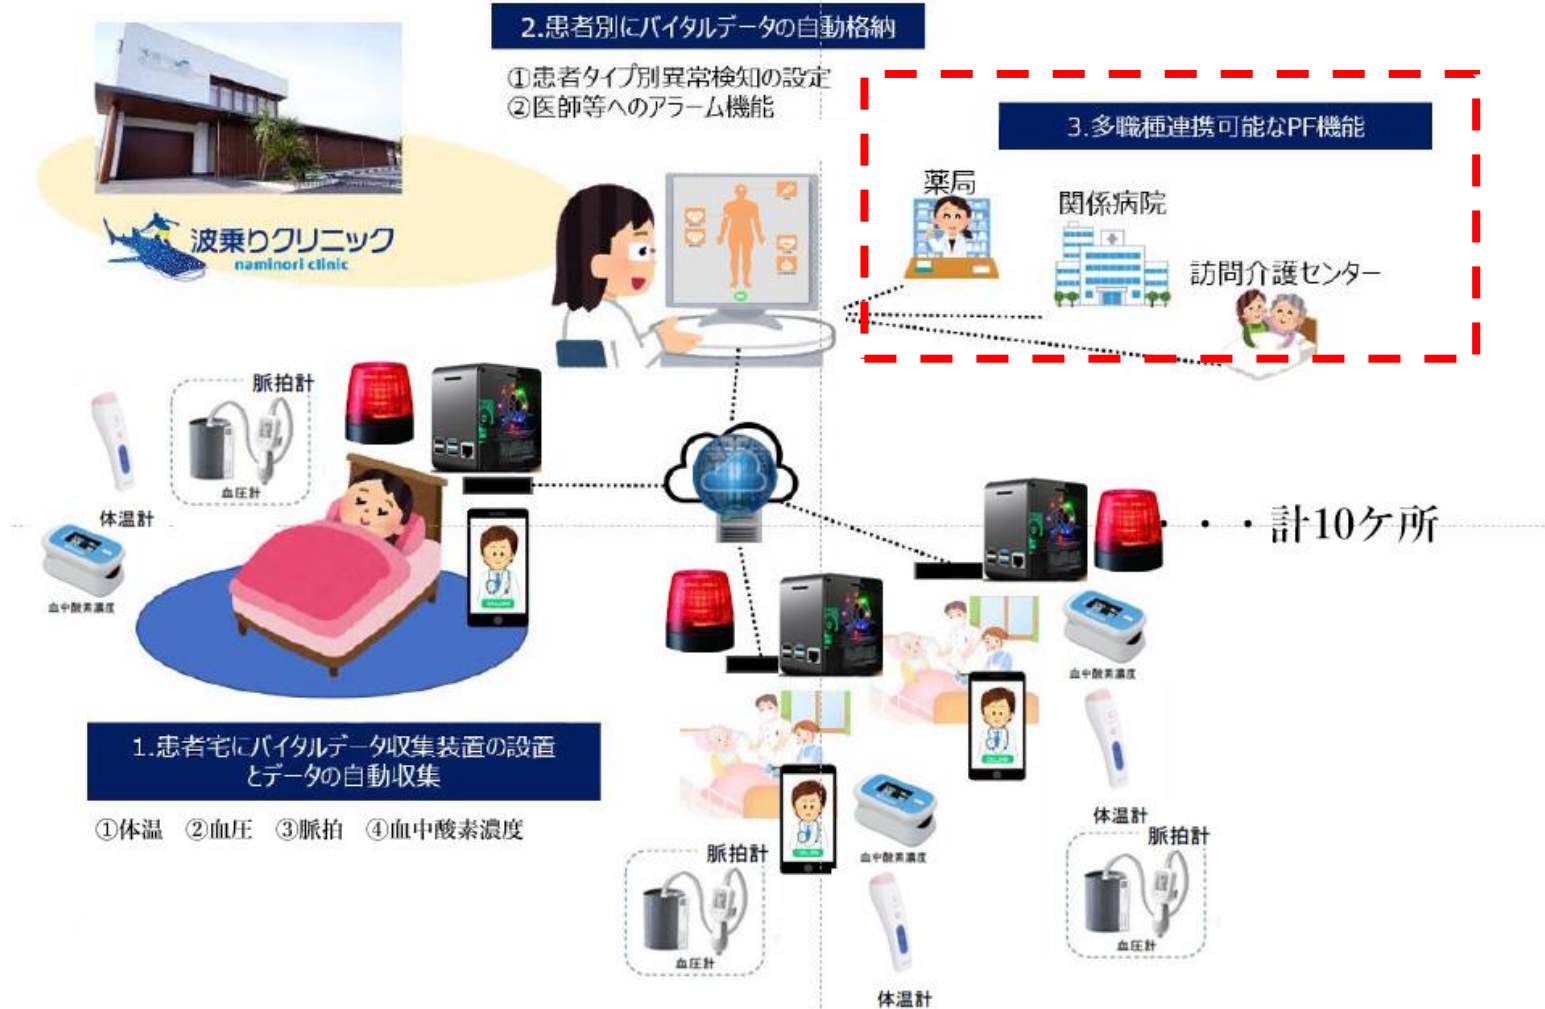 2.患者別にバイタルデータの自動格納
①患者タイプ別異常検知の設定
②医師等へのアラーム機能
3.多職種連携可能なPF機能
薬局
関係病院
訪問介護センター
波乗りクリニック
naminori clinic
脈拍計
血圧計
体温計
血中酸素濃度
・・・計10ケ所
血中酸素濃度
体温計
脈拍計
血圧計
1.患者宅にバイタルデータ収集装置の設置
とデータの自動収集
①体温 ②血圧 ③脈拍 ④血中酸素濃度
脈拍計
血圧計
血中酸素濃度
体温計